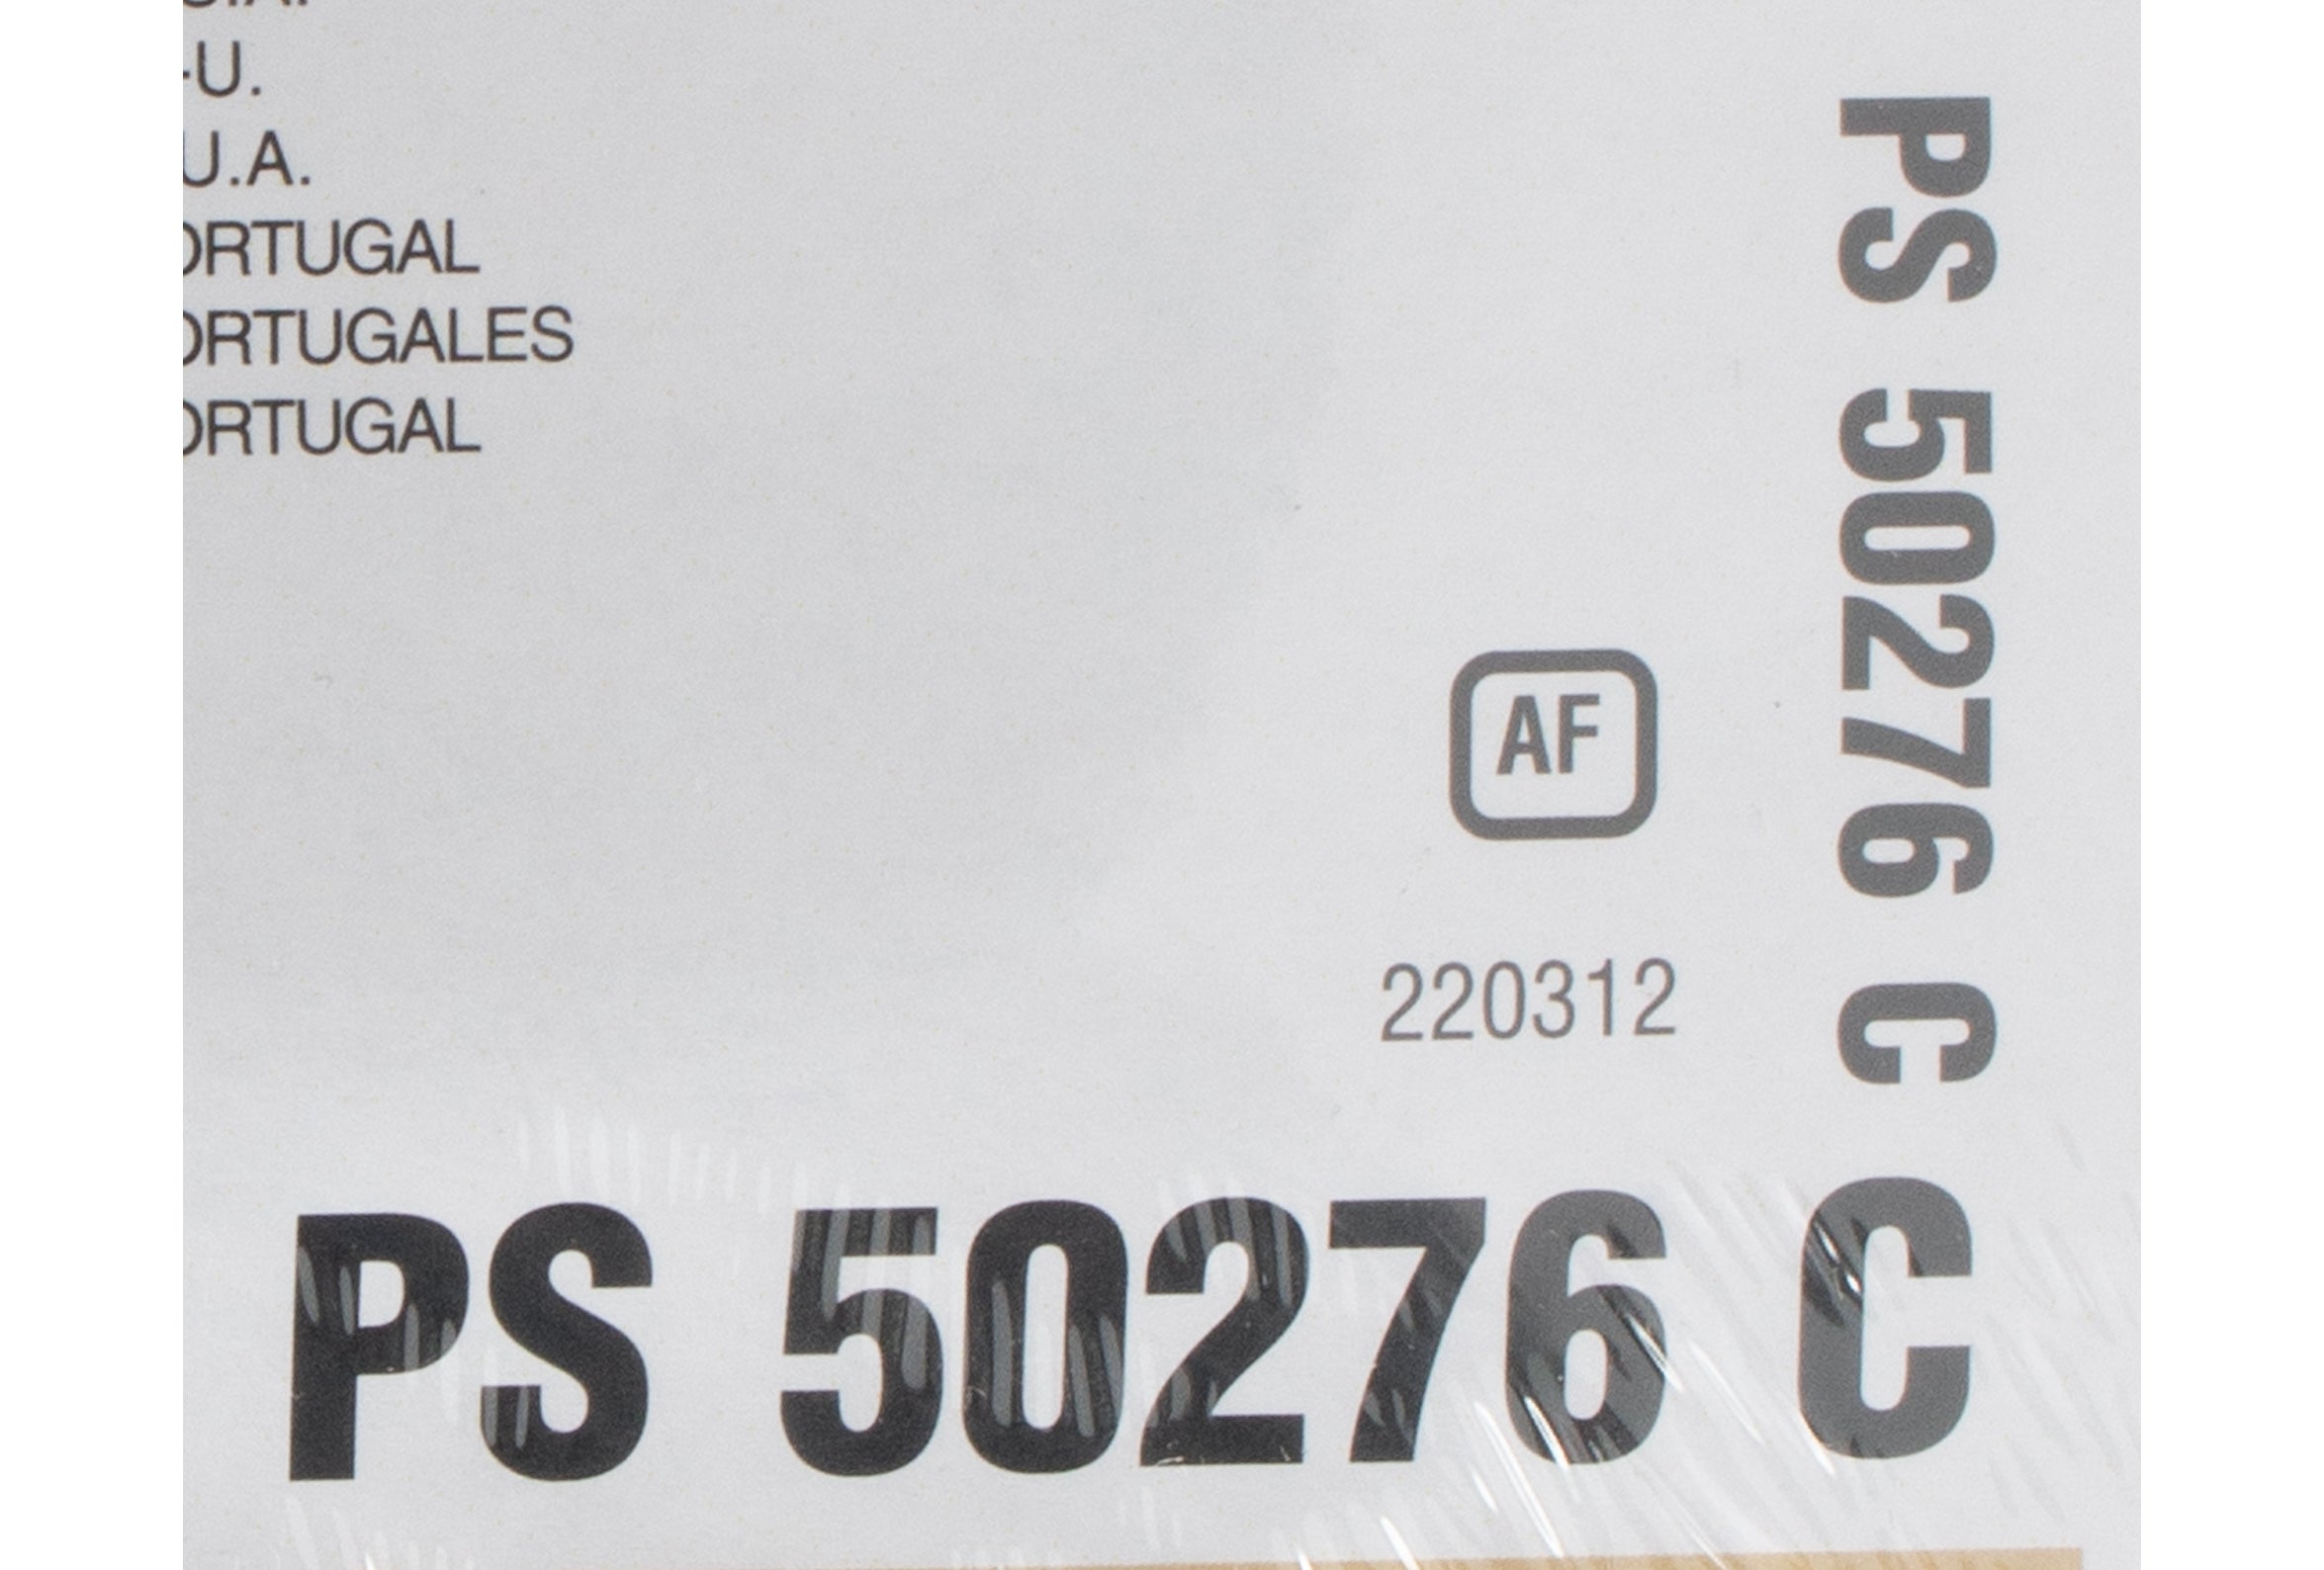 -U.
U.A.
ORTUGAL
ORTUGALES
ORTUGAL
PS 50276 C
AF
220312
PS 50276 C